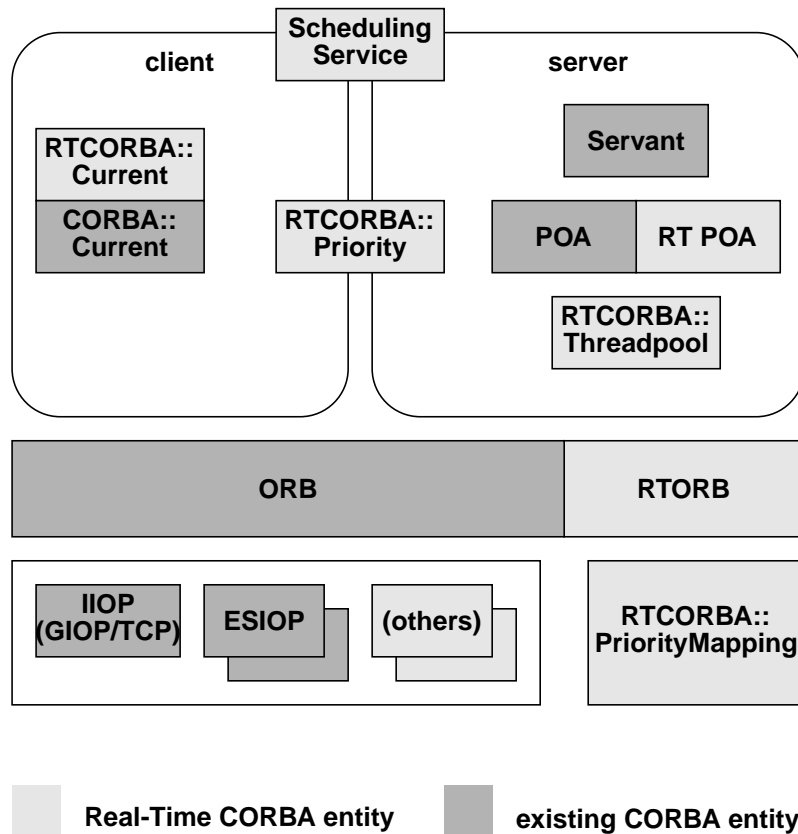 Scheduling
Service
client
server
RTCORBA::
Current
CORBA::
Current
RTCORBA::
Priority
Servant
POA
RT POA
RTCORBA::
Threadpool
ORB
RTORB
IIOP
(GIOP/TCP)
ESIOP
(others)
RTCORBA::
PriorityMapping
Real-Time CORBA entity
existing CORBA entity